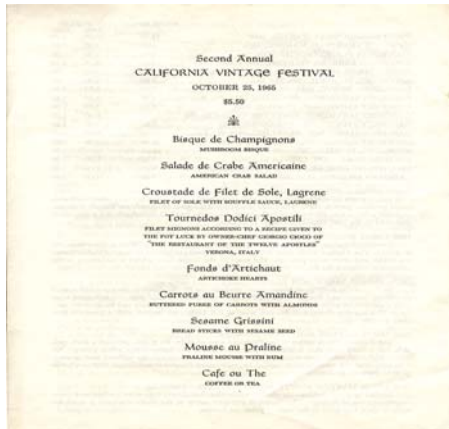 Second Annual
CALIFORNIA VINTAGE FESTIVAL
OCTOBER 25, 1965
$5.50
Bisque de Champignons
MUSHROOM BISQUE
Salade de Crabe Americaine
AMERICAN CRAB SALAD
Croustade de Filet de Sole, Lagrene
FILET OF SOLE WITH SOUFFLE SAUCE, LAGRENE
Tournedos Dodici Apostili
FILET MIGNONS ACCORDING TO A RECIPE GIVEN TO
THE POT LUCK BY OWNER-CHEF GIORGIO CIOCO OF
"THE RESTAURANT OF THE TWELVE APOSTLES"
VERONA, ITALY
Fonds d'Artichaut
ARTICHOKE HEARTS
Carrots au Beurre Amandine
BUTTERED PUREE OF CARROTS WITH ALMONDS
Sesame Grissini
BREAD STICKS WITH SESAME SEED
Mousse au Praline
PRALINE MOUSSE WITH RUM
Cafe ou The
COFFEE OR TEA